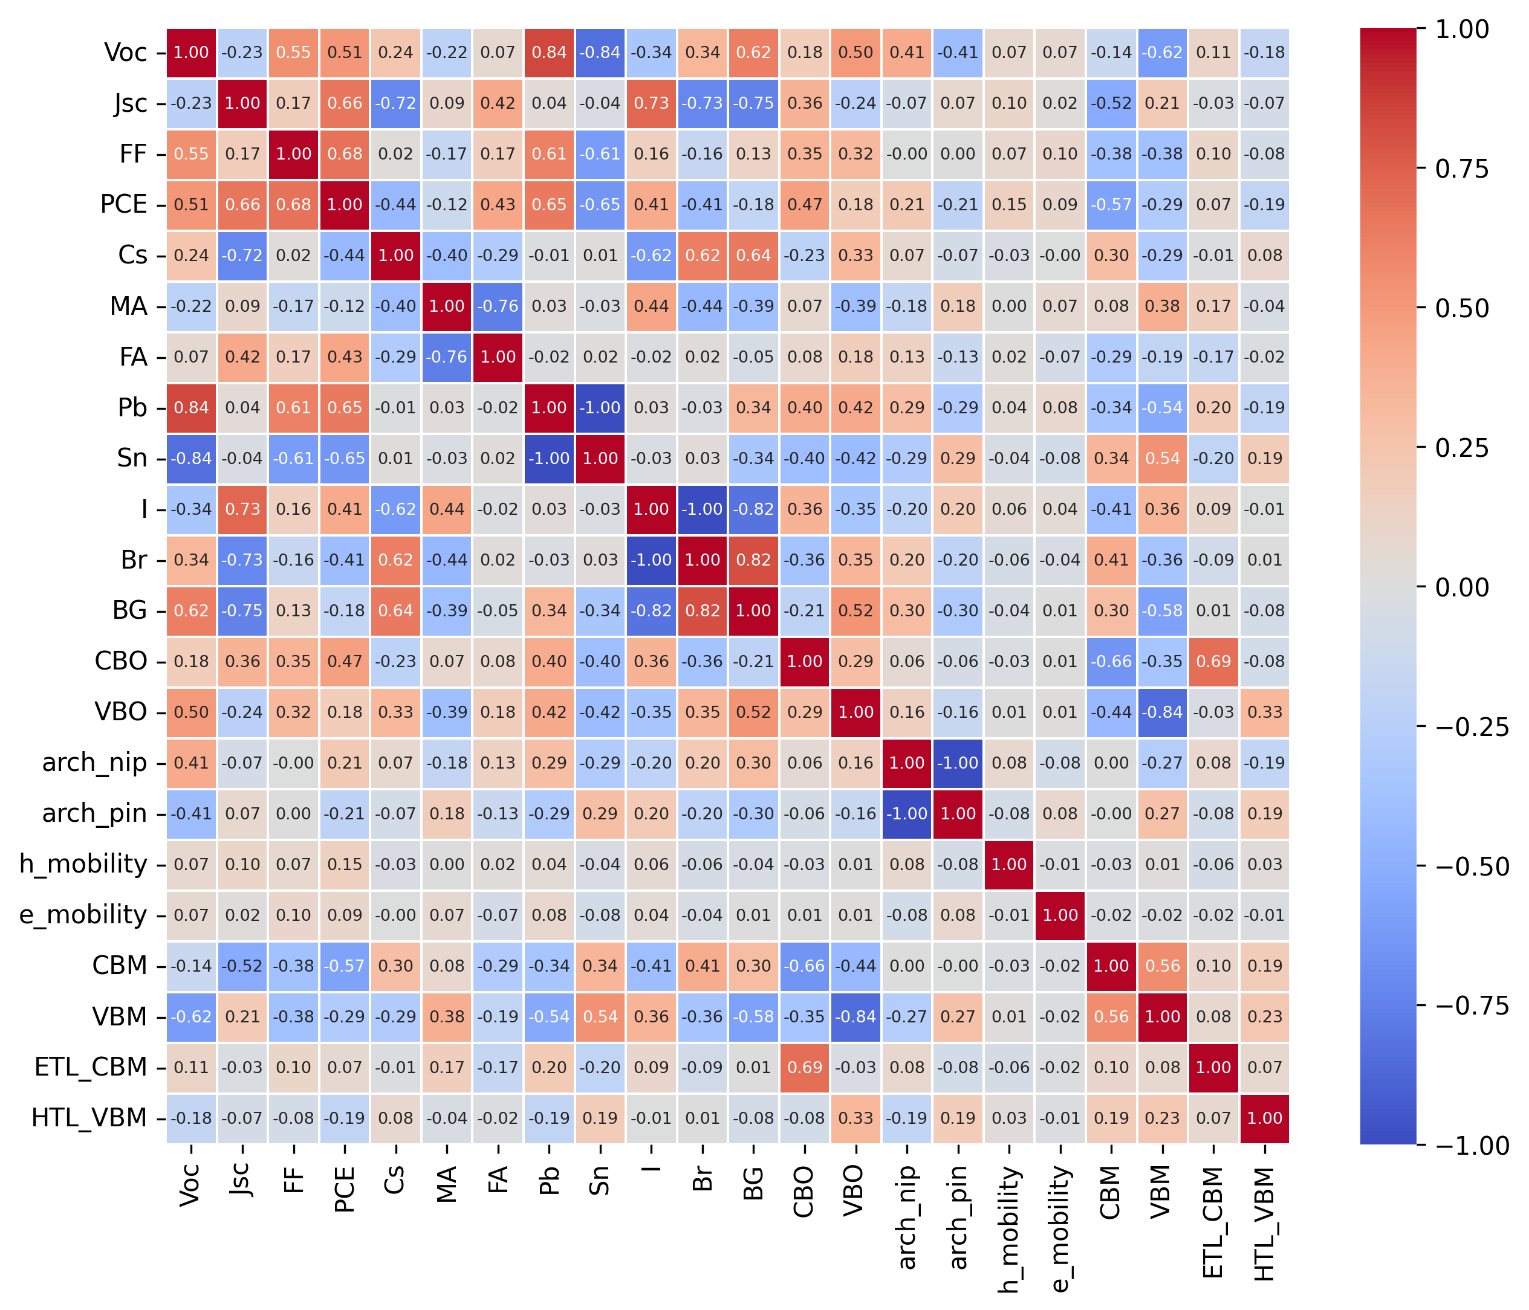 Voc 1.00 -0.23 0.55 0.51 0.24 -0.22 0.07 0.84 -0.84 -0.34 0.34 0.62 0.18 0.50 0.41 -0.41 0.07 0.07 -0.14 -0.62 0.11 -0.18
Jsc -0.23 1.00 0.17 0.66 -0.72 0.09 0.42 0.04 -0.04 0.73 -0.73 -0.75 0.36 -0.24 -0.07 0.07 0.10 0.02 -0.52 0.21 -0.03 -0.07
FF 0.55 0.17 1.00 0.68 0.02 -0.17 0.17 0.61 -0.61 0.16 -0.16 0.13 0.35 0.32 -0.00 0.00 0.07 0.10 -0.38 -0.38 0.10 -0.08
PCE 0.51 0.66 0.68 1.00 -0.44 -0.12 0.43 0.65 -0.65 0.41 -0.41 -0.18 0.47 0.18 0.21 -0.21 0.15 0.09 -0.57 -0.29 0.07 -0.19
Cs 0.24 -0.72 0.02 -0.44 1.00 -0.40 -0.29 -0.01 0.01 -0.62 0.62 0.64 -0.23 0.33 0.07 -0.07 -0.03 -0.00 0.30 -0.29 -0.01 0.08
MA -0.22 0.09 -0.17 -0.12 -0.40 1.00 -0.76 0.03 -0.03 0.44 -0.44 -0.39 0.07 -0.39 -0.18 0.18 0.00 0.07 0.08 0.38 0.17 -0.04
FA 0.07 0.42 0.17 0.43 -0.29 -0.76 1.00 -0.02 0.02 -0.02 0.02 -0.05 0.08 0.18 0.13 -0.13 0.02 -0.07 -0.29 -0.19 -0.17 -0.02
Pb 0.84 0.04 0.61 0.65 -0.01 0.03 -0.02 1.00 -1.00 0.03 -0.03 0.34 0.40 0.42 0.29 -0.29 0.04 0.08 -0.34 -0.54 0.20 -0.19
Sn -0.84 -0.04 -0.61 -0.65 0.01 -0.03 0.02 -1.00 1.00 -0.03 0.03 -0.34 -0.40 -0.42 -0.29 0.29 -0.04 -0.08 0.34 0.54 -0.20 0.19
I -0.34 0.73 0.16 0.41 -0.62 0.44 -0.02 0.03 -0.03 1.00 -1.00 -0.82 0.36 -0.35 -0.20 0.20 0.06 0.04 -0.41 0.36 0.09 -0.01
Br 0.34 -0.73 -0.16 -0.41 0.62 -0.44 0.02 -0.03 0.03 -1.00 1.00 0.82 -0.36 0.35 0.20 -0.20 -0.06 -0.04 0.41 -0.36 -0.09 0.01
BG 0.62 -0.75 0.13 -0.18 0.64 -0.39 -0.05 0.34 -0.34 -0.82 0.82 1.00 -0.21 0.52 0.30 -0.30 -0.04 0.01 0.30 -0.58 0.01 -0.08
CBO 0.18 0.36 0.35 0.47 -0.23 0.07 0.08 0.40 -0.40 0.36 -0.36 -0.21 1.00 0.29 0.06 -0.06 -0.03 0.01 -0.66 -0.35 0.69 -0.08
VBO 0.50 -0.24 0.32 0.18 0.33 -0.39 0.18 0.42 -0.42 -0.35 0.35 0.52 0.29 1.00 0.16 -0.16 0.01 0.01 -0.44 -0.84 -0.03 0.33
arch_nip 0.41 -0.07 -0.00 0.21 0.07 -0.18 0.13 0.29 -0.29 -0.20 0.20 0.30 0.06 0.16 1.00 -1.00 0.08 -0.08 0.00 -0.27 0.08 -0.19
arch_pin -0.41 0.07 0.00 -0.21 -0.07 0.18 -0.13 -0.29 0.29 0.20 -0.20 -0.30 -0.06 -0.16 -1.00 1.00 -0.08 0.08 -0.00 0.27 -0.08 0.19
h_mobility 0.07 0.10 0.07 0.15 -0.03 0.00 0.02 0.04 -0.04 0.06 -0.06 -0.04 -0.03 0.01 0.08 -0.08 1.00 -0.01 -0.03 0.01 -0.06 0.03
e_mobility 0.07 0.02 0.10 0.09 -0.00 0.07 -0.07 0.08 -0.08 0.04 -0.04 0.01 0.01 0.01 -0.08 0.08 -0.01 1.00 -0.02 -0.02 -0.02 -0.01
CBM -0.14 -0.52 -0.38 -0.57 0.30 0.08 -0.29 -0.34 0.34 -0.41 0.41 0.30 -0.66 -0.44 0.00 -0.00 -0.03 -0.02 1.00 0.56 0.10 0.19
VBM -0.62 0.21 -0.38 -0.29 -0.29 0.38 -0.19 -0.54 0.54 0.36 -0.36 -0.58 -0.35 -0.84 -0.27 0.27 0.01 -0.02 0.56 1.00 0.08 0.23
ETL_CBM 0.11 -0.03 0.10 0.07 -0.01 0.17 -0.17 0.20 -0.20 0.09 -0.09 0.01 0.69 -0.03 0.08 -0.08 -0.06 -0.02 0.10 0.08 1.00 0.07
HTL_VBM -0.18 -0.07 -0.08 -0.19 0.08 -0.04 -0.02 -0.19 0.19 -0.01 0.01 -0.08 -0.08 0.33 -0.19 0.19 0.03 -0.01 0.19 0.23 0.07 1.00
Voc Jsc FF PCE Cs MA FA Pb Sn I Br BG CBO VBO arch_nip arch_pin h_mobility e_mobility CBM VBM ETL_CBM HTL_VBM
1.00
0.75
0.50
0.25
0.00
−0.25
−0.50
−0.75
−1.00